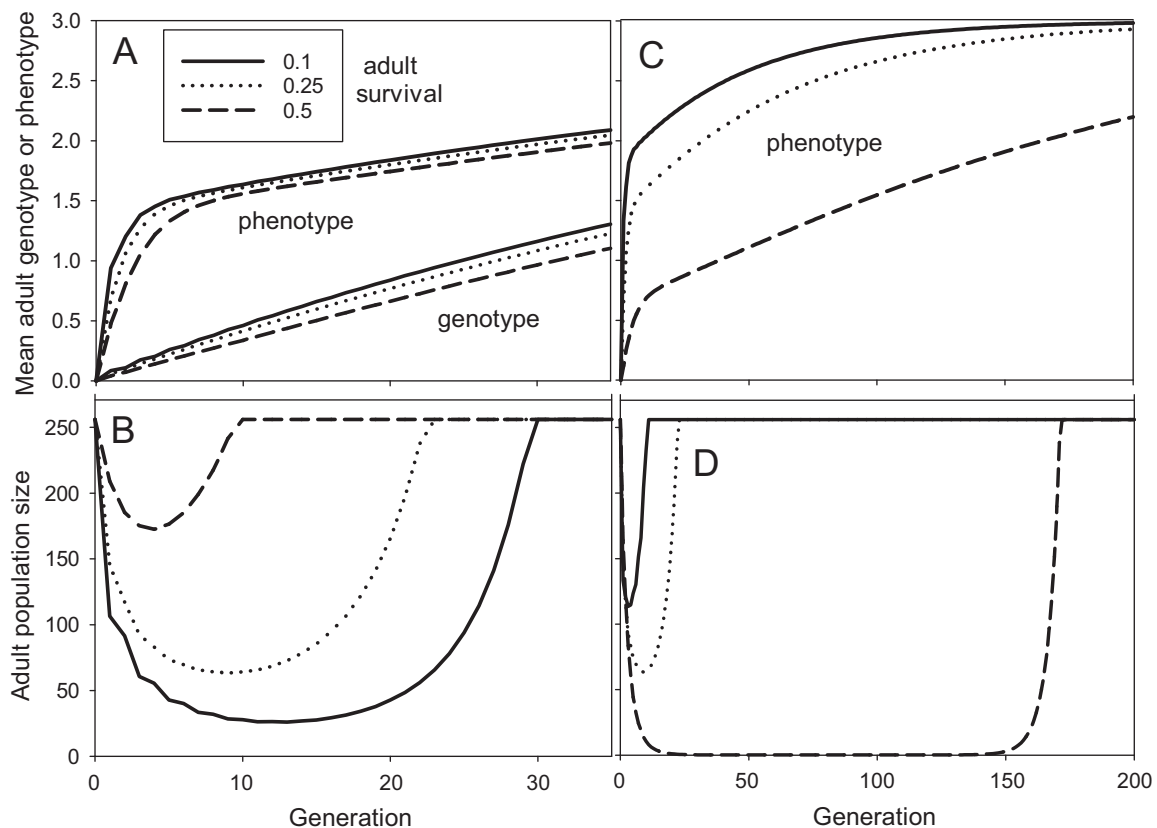 Mean adult genotype or phenotype
3.0
2.5
2.0
1.5
1.0
0.5
0.0
A
0.1
0.25
0.5
adult
survival
phenotype
genotype
C
phenotype
Adult population size
250
200
150
100
50
0
B
D
0 10 20 30
Generation
0 50 100 150 200
Generation